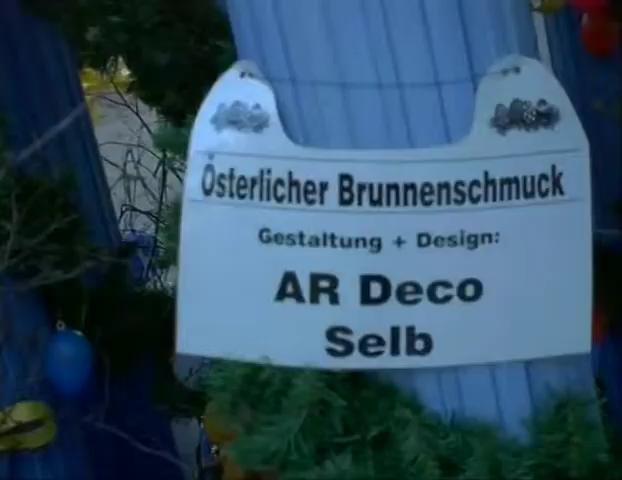 Österlicher Brunnenschmuck
Gestaltung + Design:
AR Deco
Selb